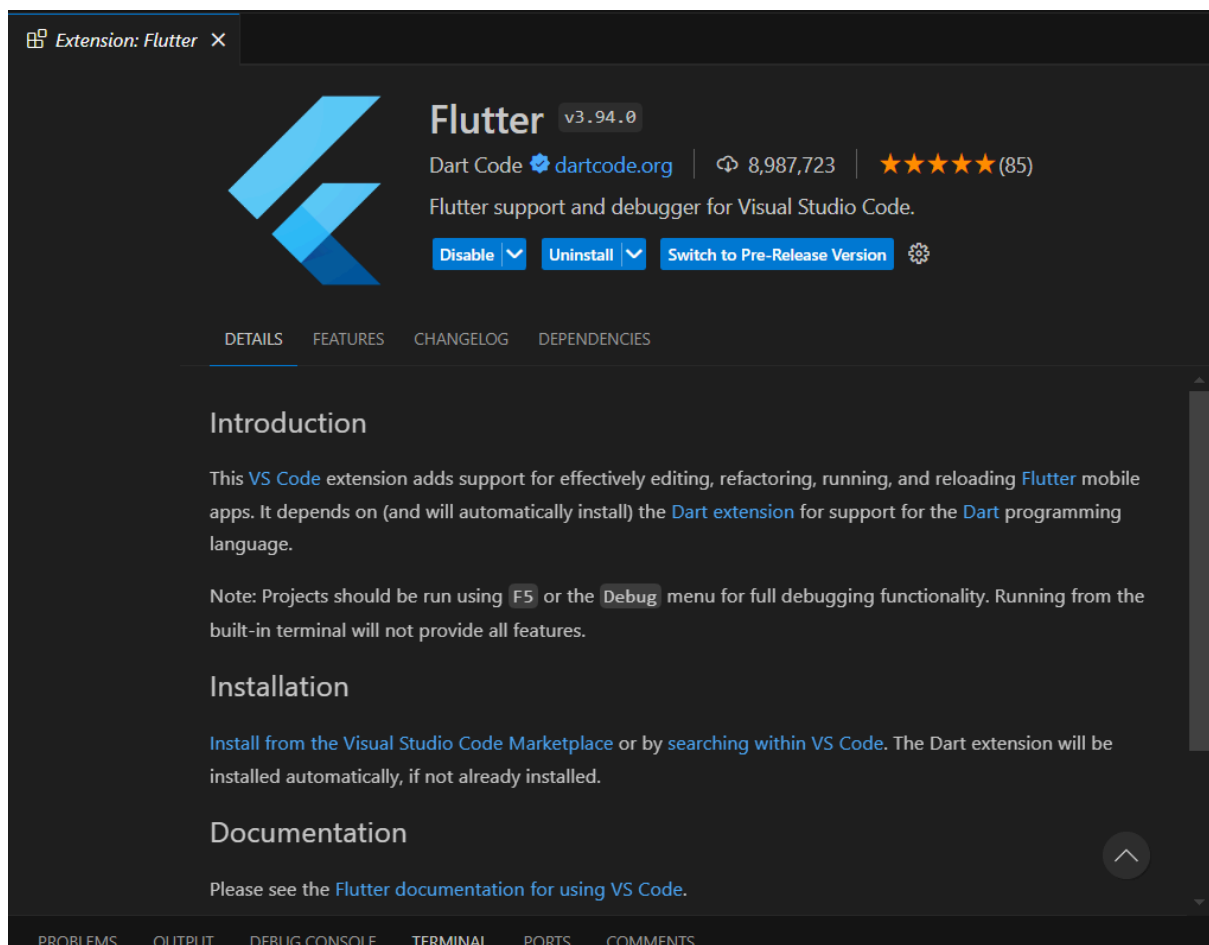 Extension: Flutter
Flutter v3.94.0
Dart Code dartcode.org 8,987,723 (85)
Flutter support and debugger for Visual Studio Code.
Disable Uninstall Switch to Pre-Release Version
DETAILS FEATURES CHANGELOG DEPENDENCIES
Introduction
This VS Code extension adds support for effectively editing, refactoring, running, and reloading Flutter mobile
apps. It depends on (and will automatically install) the Dart extension for support for the Dart programming
language.
Note: Projects should be run using F5 or the Debug menu for full debugging functionality. Running from the
built-in terminal will not provide all features.
Installation
Install from the Visual Studio Code Marketplace or by searching within VS Code. The Dart extension will be
installed automatically, if not already installed.
Documentation
Please see the Flutter documentation for using VS Code.
PROBLEMS OUTPUT DEBUG CONSOLE TERMINAL PORTS COMMENTS